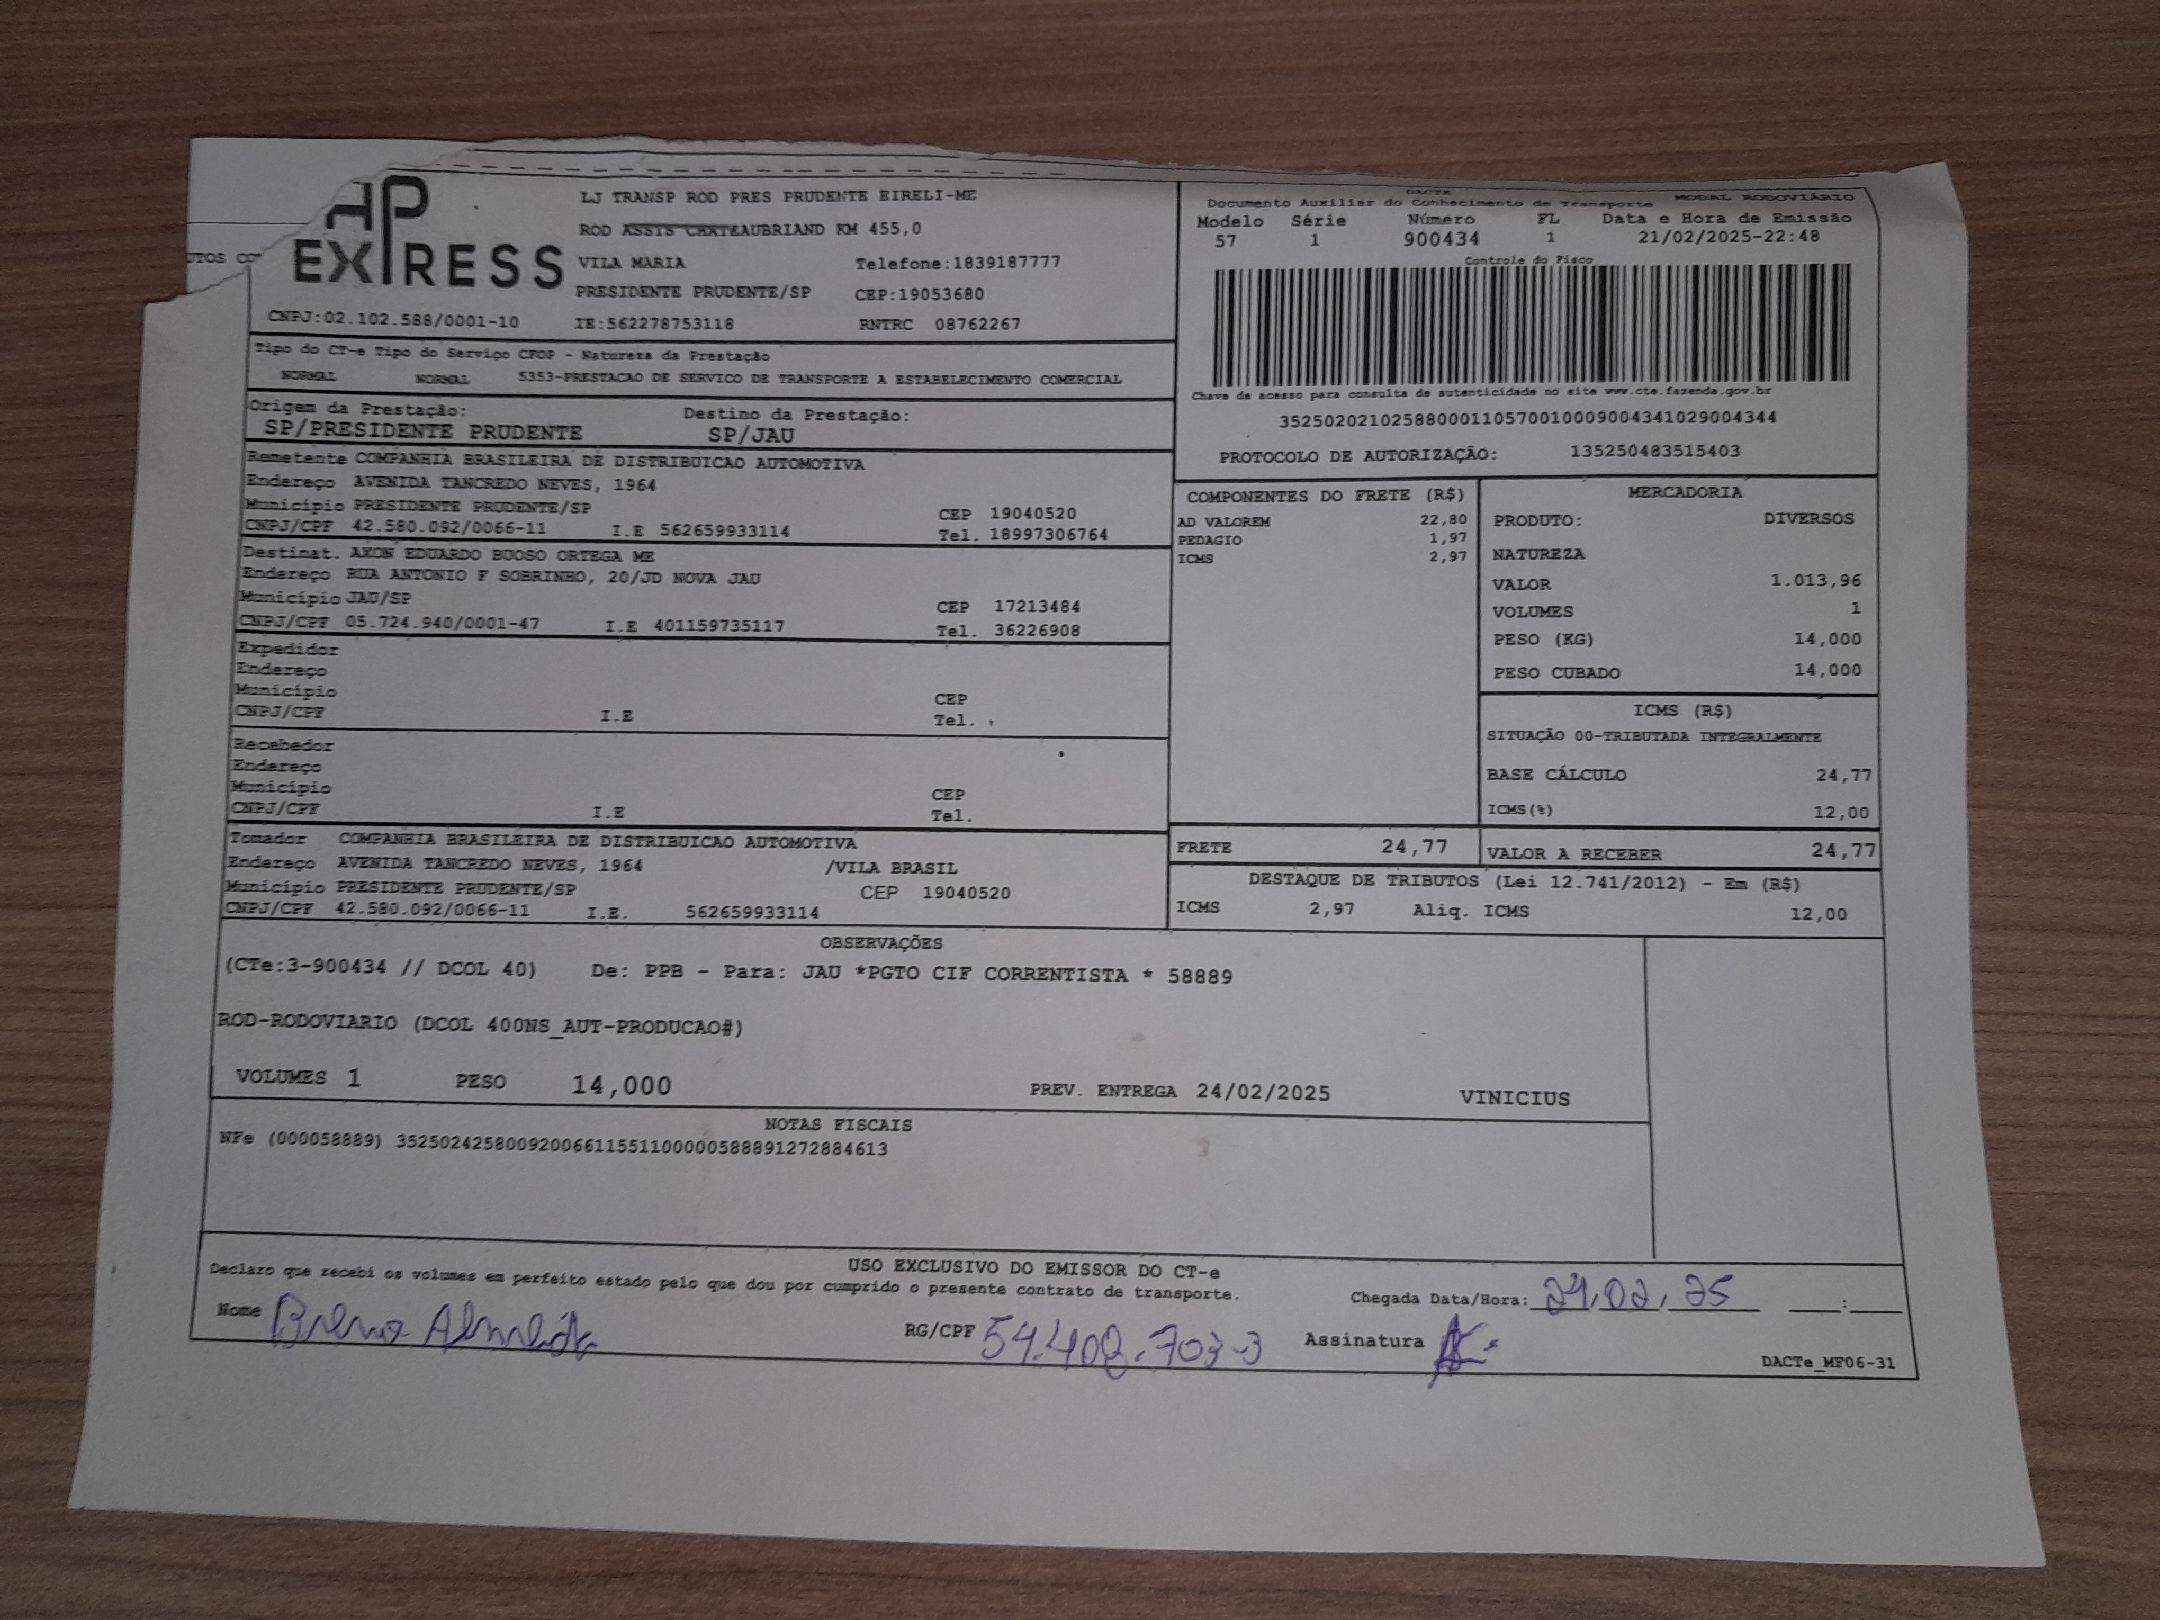 UTOS CO
HP EXPRESS
LJ TRANSP ROD PRES PRUDENTE EIRELI-ME
ROD ASSIS CHATEAUBRIAND KM 455,0
VILA MARIA Telefone:1839187777
PRESIDENTE PRUDENTE/SP CEP:19053680
CNPJ:02.102.588/0001-10 IE:562278753118 RNTRC 08762267
DACTE MODAL RODOVIÁRIO
Documento Auxiliar do Conhecimento de Transporte
Modelo Série Número FL Data e Hora de Emissão
57 1 900434 1 21/02/2025-22:48
Controle do Fisco
Chave de acesso para consulta de autenticidade no site www.cte.fazenda.gov.br
35250202102588000110570010009004341029004344
PROTOCOLO DE AUTORIZAÇÃO: 135250483515403
Tipo do CT-e Tipo do Serviço CFOP - Natureza da Prestação
NORMAL NORMAL 5353-PRESTACAO DE SERVICO DE TRANSPORTE A ESTABELECIMENTO COMERCIAL
Origem da Prestação: Destino da Prestação:
SP/PRESIDENTE PRUDENTE SP/JAU
Remetente COMPANHIA BRASILEIRA DE DISTRIBUICAO AUTOMOTIVA
Endereço AVENIDA TANCREDO NEVES, 1964
Município PRESIDENTE PRUDENTE/SP CEP 19040520
CNPJ/CPF 42.580.092/0066-11 I.E 562659933114 Tel. 18997306764
Destinat. AXON EDUARDO BUOSO ORTEGA ME
Endereço RUA ANTONIO F SOBRINHO, 20/JD NOVA JAU
Município JAU/SP CEP 17213484
CNPJ/CPF 05.724.940/0001-47 I.E 401159735117 Tel. 36226908
Expedidor
Endereço
Município CEP
CNPJ/CPF I.E Tel.
Recebedor
Endereço
Município CEP
CNPJ/CPF I.E Tel.
Tomador COMPANHIA BRASILEIRA DE DISTRIBUICAO AUTOMOTIVA
Endereço AVENIDA TANCREDO NEVES, 1964 /VILA BRASIL
Município PRESIDENTE PRUDENTE/SP CEP 19040520
CNPJ/CPF 42.580.092/0066-11 I.E. 562659933114
COMPONENTES DO FRETE (R$)
AD VALOREM 22,80
PEDAGIO 1,97
ICMS 2,97
MERCADORIA
PRODUTO: DIVERSOS
NATUREZA
VALOR 1.013,96
VOLUMES 1
PESO (KG) 14,000
PESO CUBADO 14,000
ICMS (R$)
SITUAÇÃO 00-TRIBUTADA INTEGRALMENTE
BASE CÁLCULO 24,77
ICMS(%) 12,00
FRETE 24,77 VALOR A RECEBER 24,77
DESTAQUE DE TRIBUTOS (Lei 12.741/2012) - Em (R$)
ICMS 2,97 Aliq. ICMS 12,00
OBSERVAÇÕES
(CTe:3-900434 // DCOL 40) De: PPB - Para: JAU *PGTO CIF CORRENTISTA * 58889
ROD-RODOVIARIO (DCOL 400NS_AUT-PRODUCAO#)
VOLUMES 1 PESO 14,000 PREV. ENTREGA 24/02/2025 VINICIUS
NOTAS FISCAIS
NFe (000058889) 35250242580092006611551100000588891272884613
USO EXCLUSIVO DO EMISSOR DO CT-e
Declaro que recebi os volumes em perfeito estado pelo que dou por cumprido o presente contrato de transporte.
Chegada Data/Hora: 24,02,25 :
Nome Breno Almeida RG/CPF 54.402.703-3 Assinatura
DACTe_MF06-31